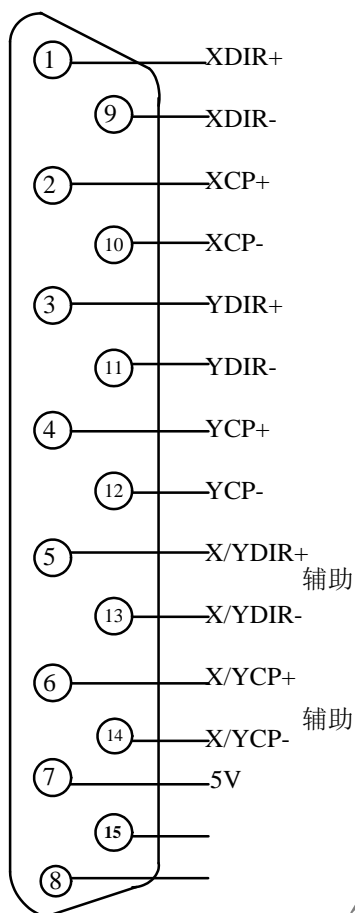 1 XDIR+
9 XDIR-
2 XCP+
10 XCP-
3 YDIR+
11 YDIR-
4 YCP+
12 YCP-
5 X/YDIR+
辅助
13 X/YDIR-
6 X/YCP+
辅助
14 X/YCP-
7 5V
15
8